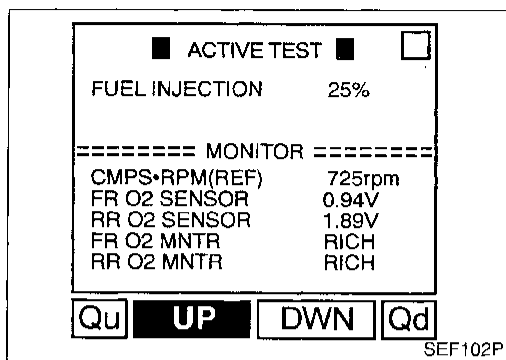 ■ ACTIVE TEST ■ □
FUEL INJECTION 25%
======== MONITOR ========
CMPS•RPM(REF) 725rpm
FR O2 SENSOR 0.94V
RR O2 SENSOR 1.89V
FR O2 MNTR RICH
RR O2 MNTR RICH
Qu UP DWN Qd
SEF102P